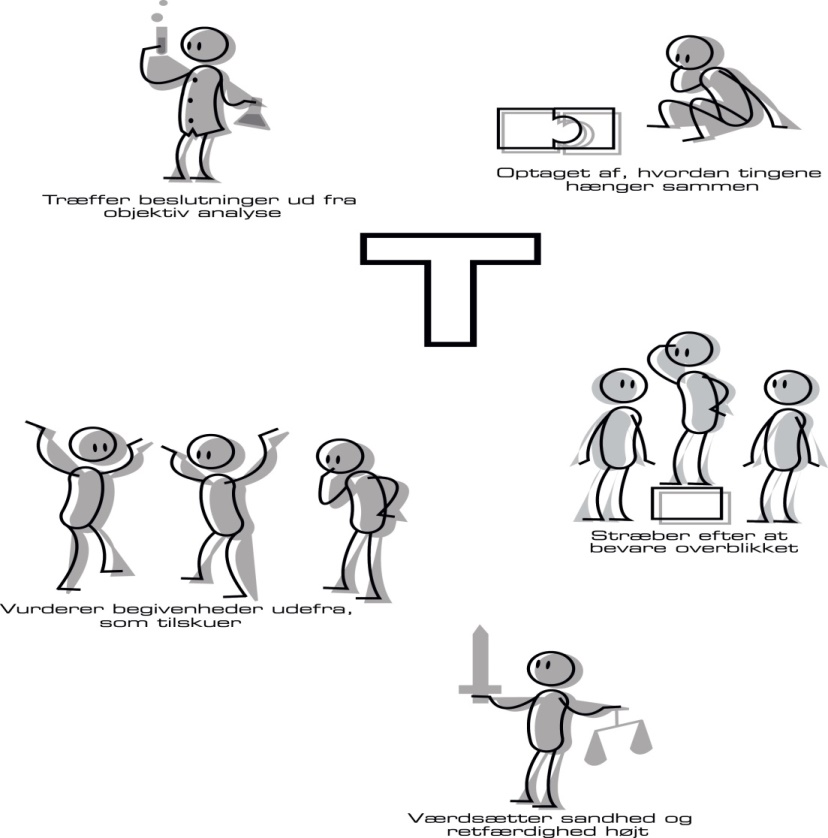 Træffer beslutninger ud fra
objektiv analyse
Optaget af, hvordan tingene
hænger sammen
T
Stræber efter at
bevare overblikket
Vurderer begivenheder udefra,
som tilskuer
Værdsætter sandhed og
retfærdighed højt